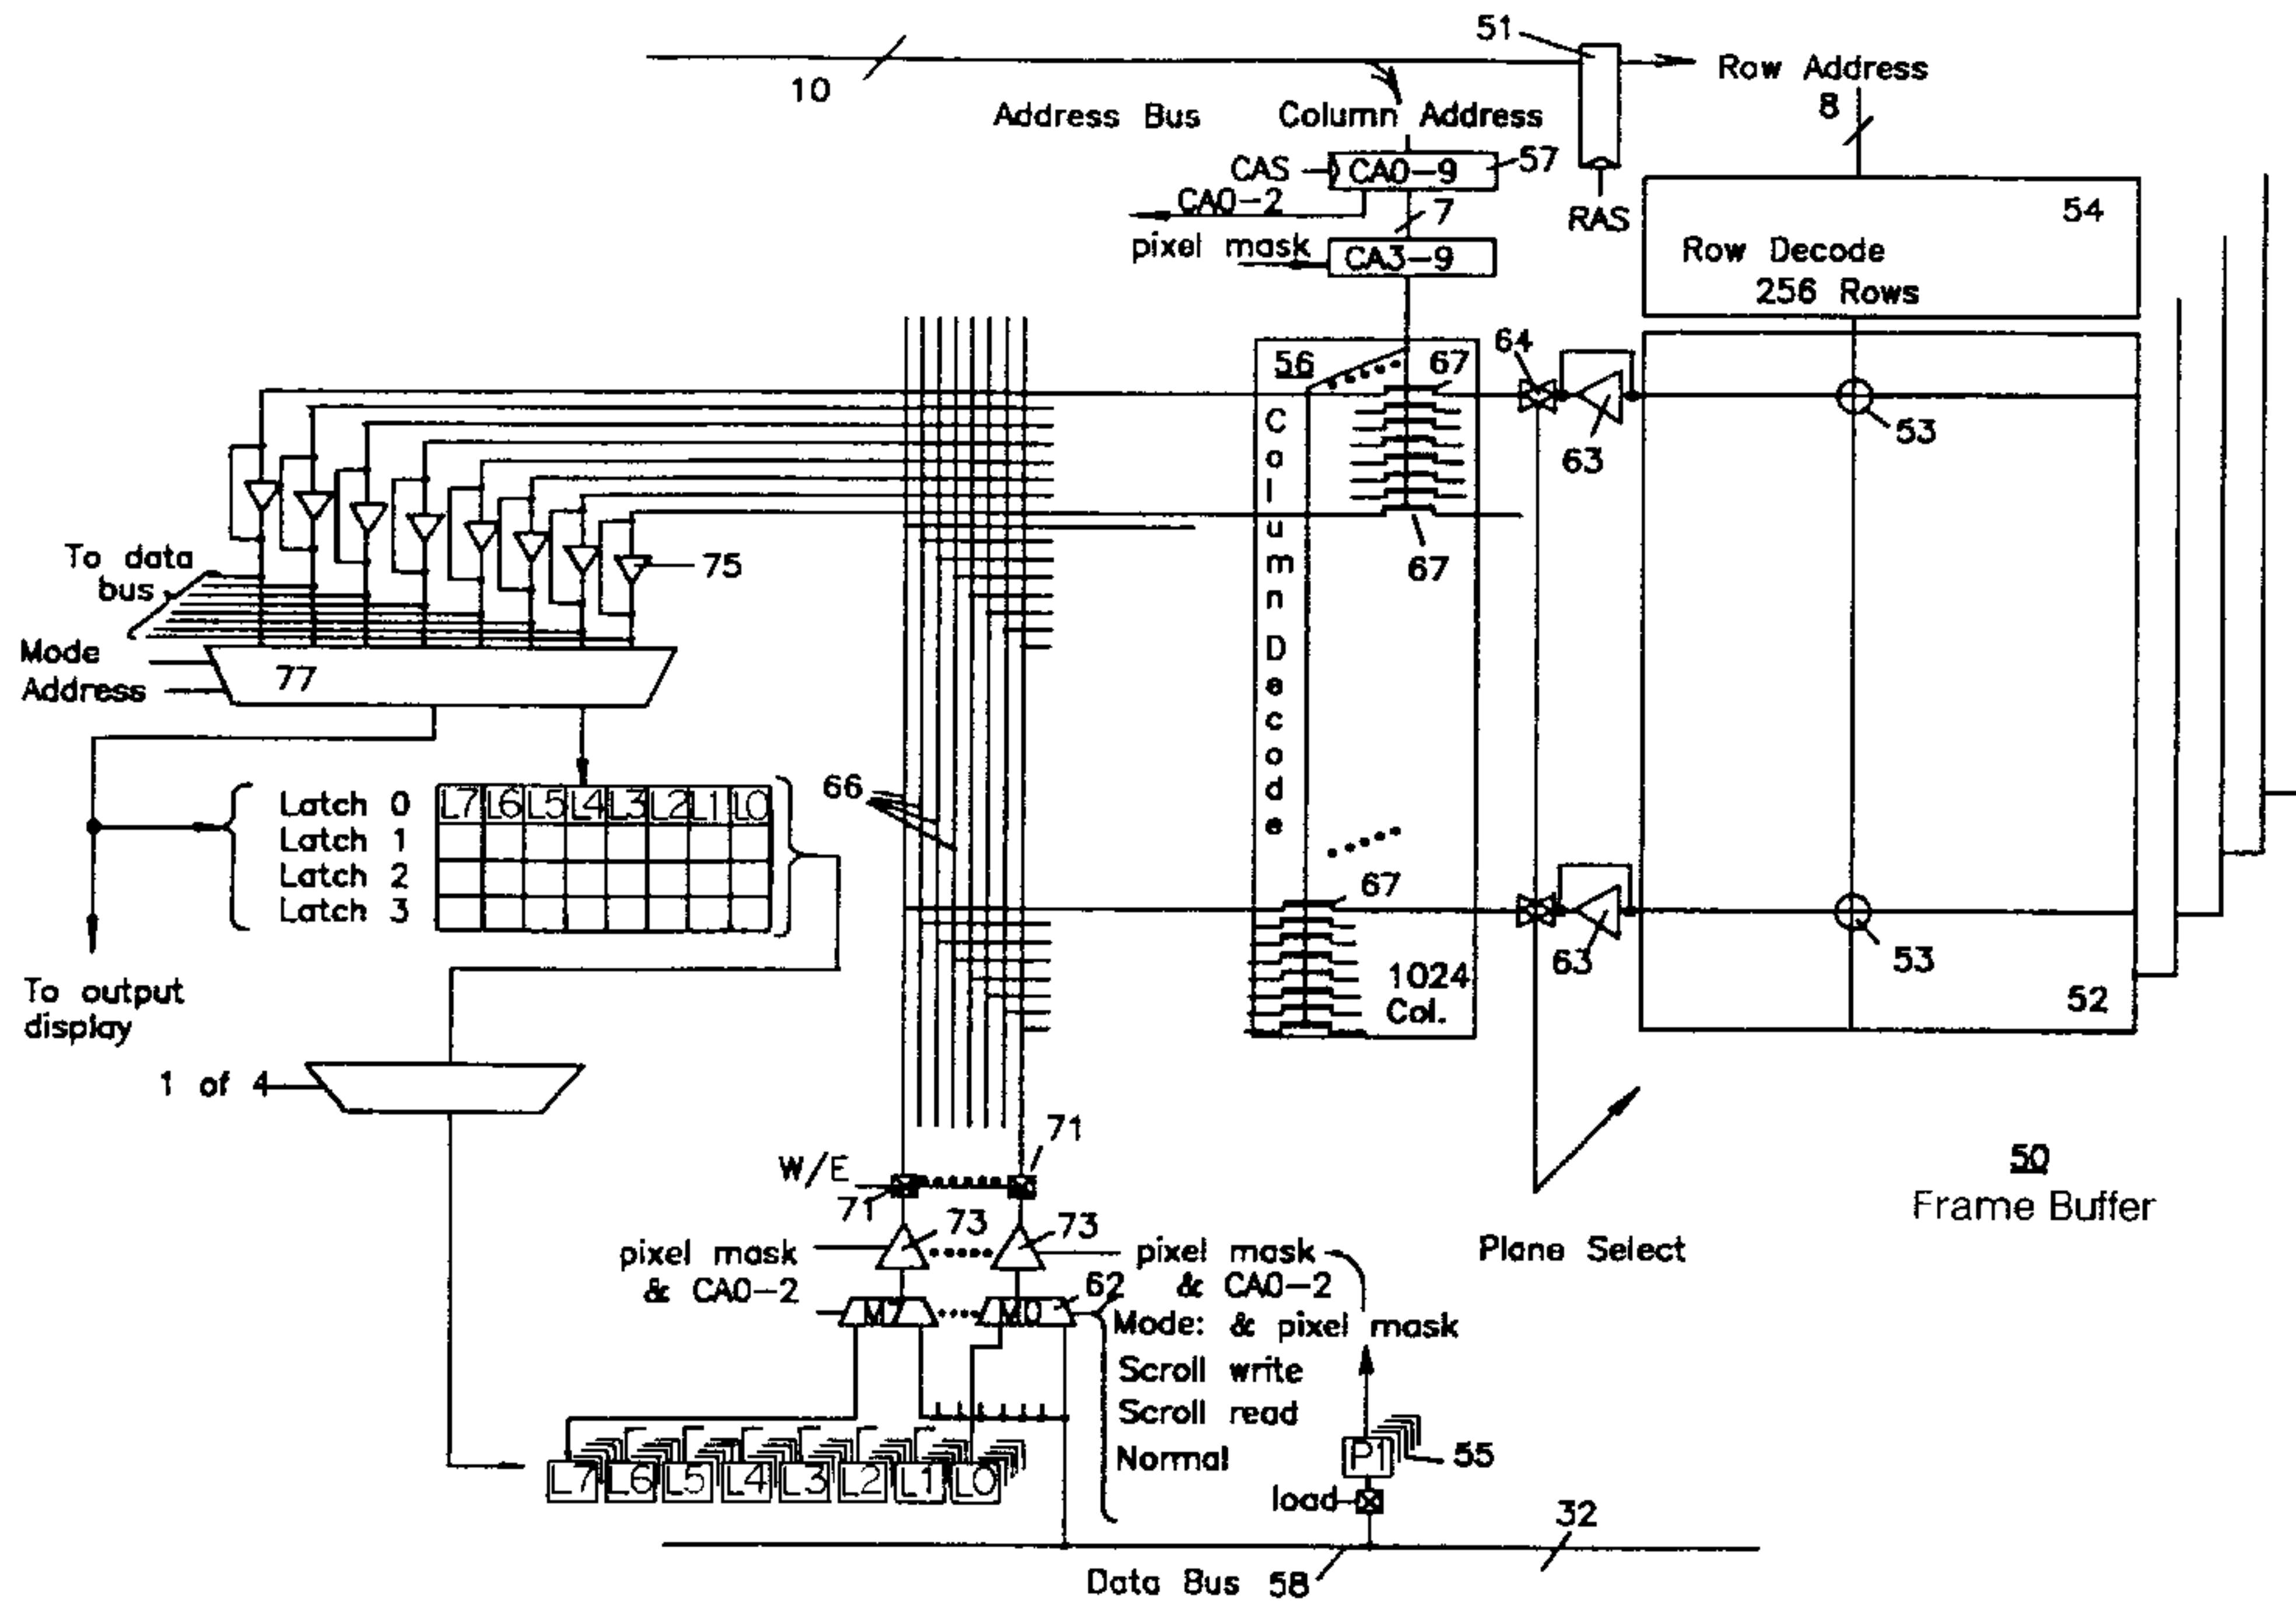 51
10
Row Address
8
Address Bus
Column Address
CAS
CA0-9
57
CA0-2
7
RAS
pixel mask
CA3-9
54
Row Decode
256 Rows
64
56
67
63
53
Column Decode
67
To data
bus
75
Mode
Address
77
66
Latch 0
Latch 1
Latch 2
Latch 3
L7 L6 L5 L4 L3 L2 L1 L0
67
1024
Col.
63
53
52
To output
display
1 of 4
71
W/E
71
50
Frame Buffer
73
73
pixel mask
& CA0-2
pixel mask
& CA0-2
Plane Select
62
M7
M0
Mode: & pixel mask
Scroll write
Scroll read
Normal
P1
55
L7 L6 L5 L4 L3 L2 L1 L0
load
32
Data Bus 58